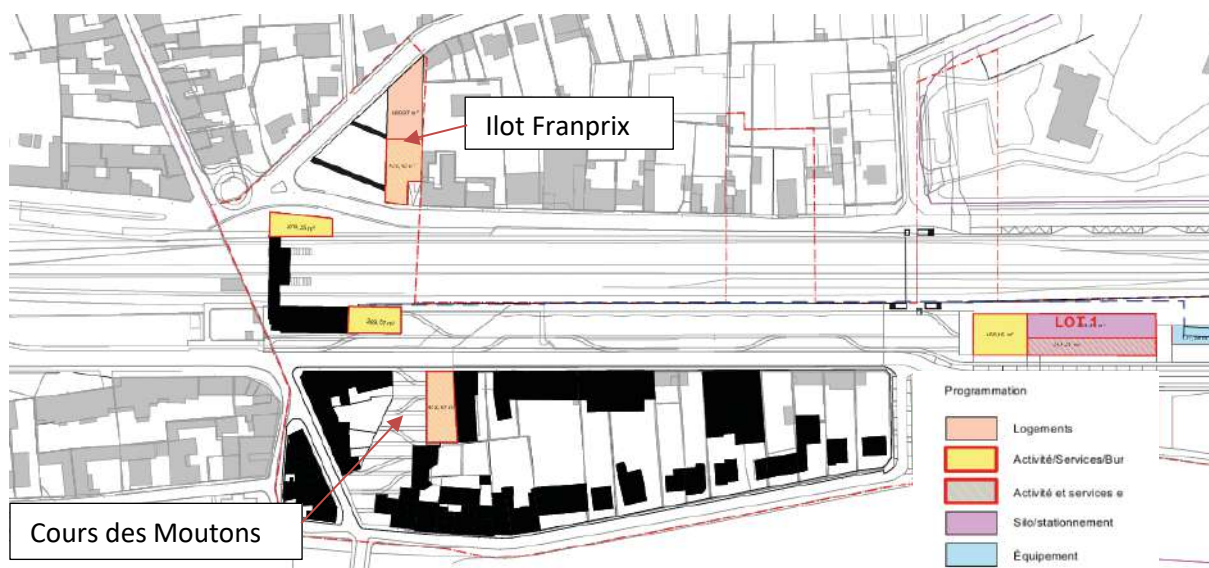 Ilot Franprix
LOT 1
Cours des Moutons
Programmation
Logements
Activité/Services/Bur
Activité et services e
Silo/stationnement
Équipement